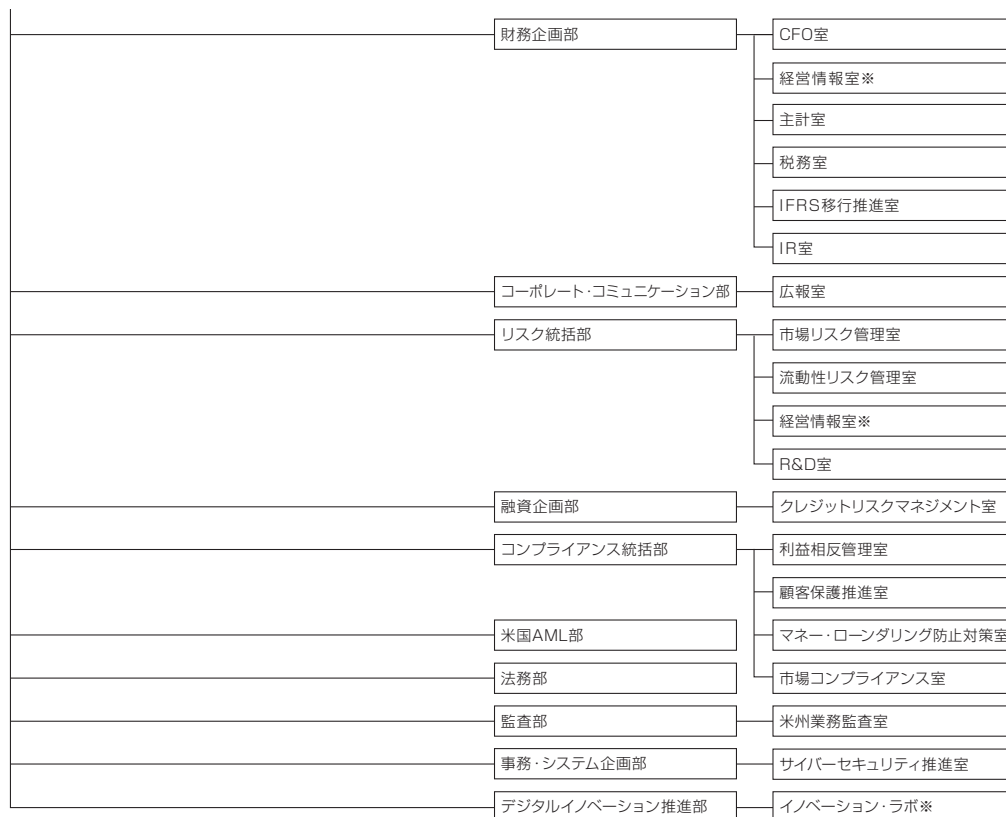 財務企画部
CFO室
経営情報室※
主計室
税務室
IFRS移行推進室
IR室
コーポレート・コミュニケーション部
広報室
リスク統括部
市場リスク管理室
流動性リスク管理室
経営情報室※
R&D室
融資企画部
クレジットリスクマネジメント室
コンプライアンス統括部
利益相反管理室
顧客保護推進室
マネー・ローンダリング防止対策室
市場コンプライアンス室
米国AML部
法務部
監査部
米州業務監査室
事務・システム企画部
サイバーセキュリティ推進室
デジタルイノベーション推進部
イノベーション・ラボ※